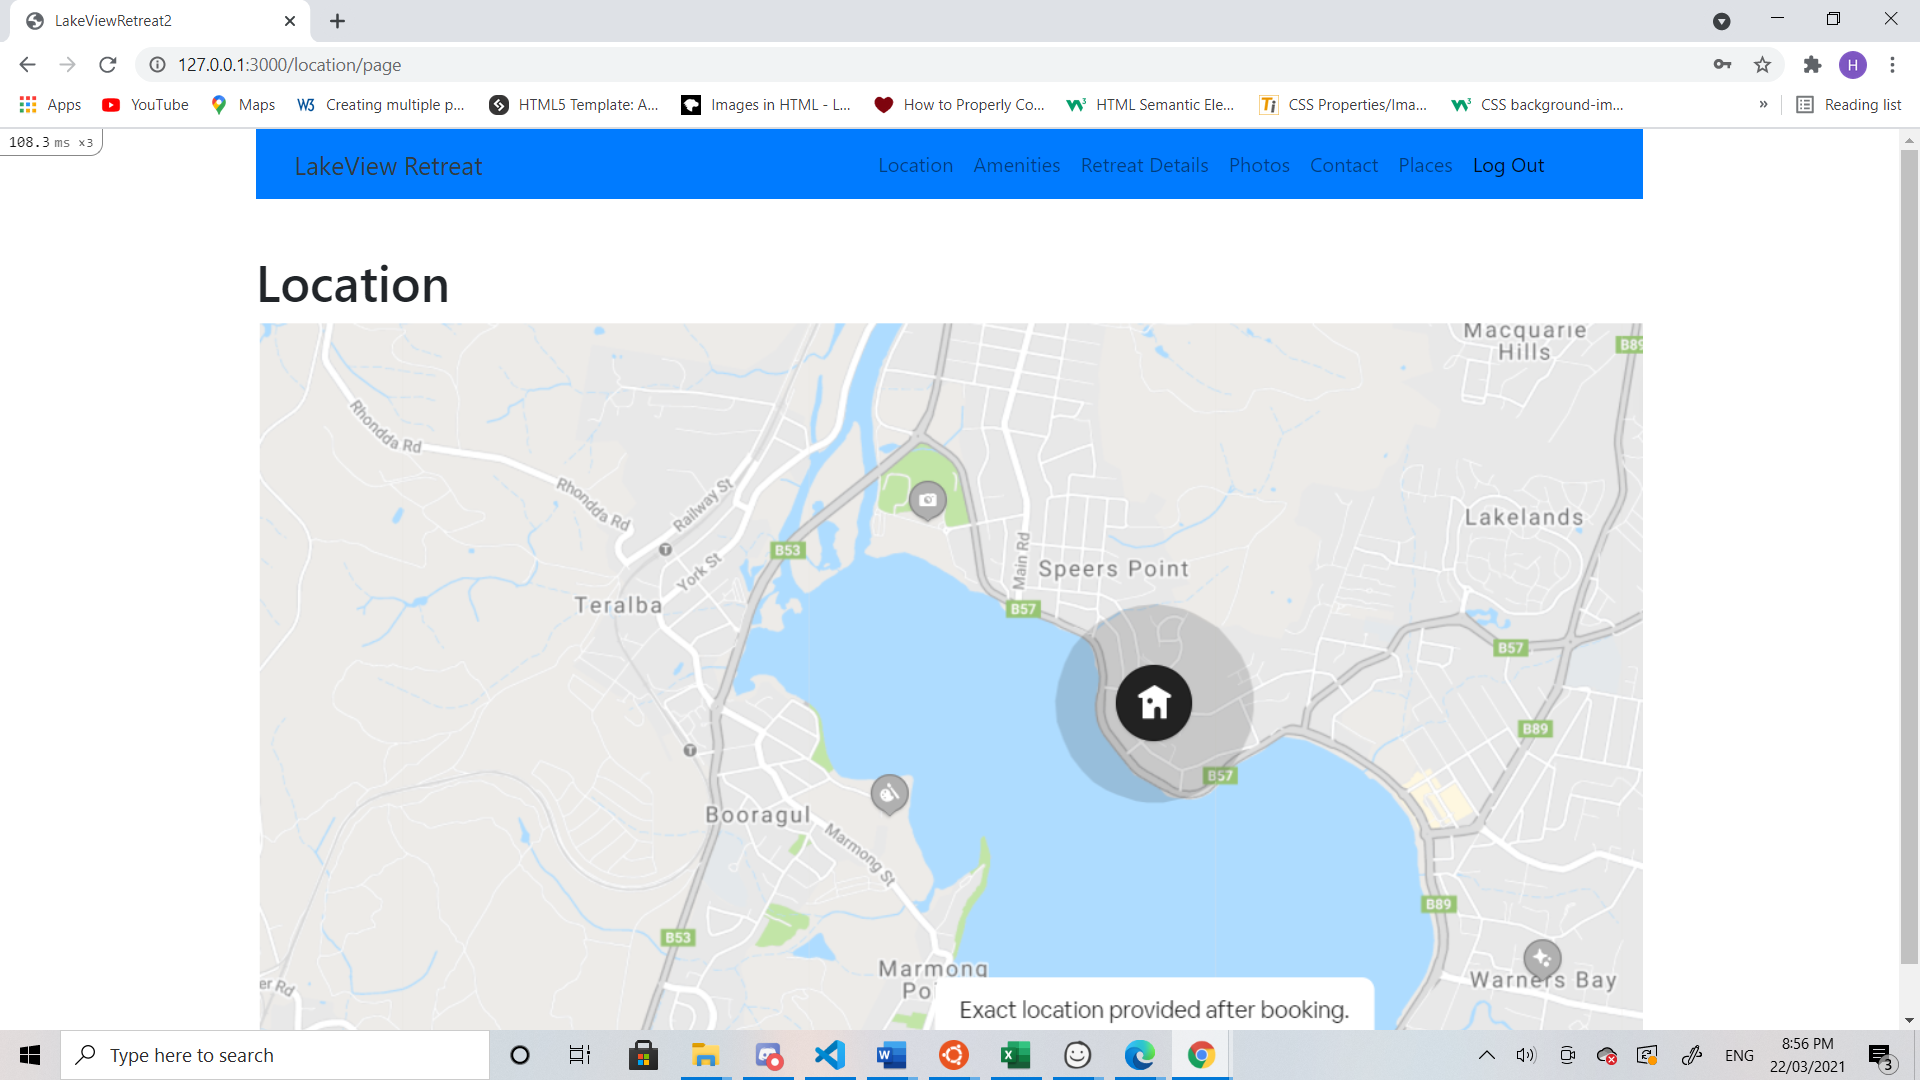 LakeViewRetreat2
127.0.0.1:3000/location/page
H
Apps YouTube Maps Creating multiple p... HTML5 Template: A... Images in HTML - L... How to Properly Co... HTML Semantic Ele... CSS Properties/Ima... CSS background-im... » Reading list
108.3 ms ×3
LakeView Retreat Location Amenities Retreat Details Photos Contact Places Log Out
Location
Macquarie
Hills
B89
Rhondda Rd
Rhondda Rd
Railway St
Lakelands
Main Rd
B53
T
York St
Speers Point
Teralba
B57
B57
B89
T
B57
Booragul
Marmong St
B89
B53
Marmong
Poi
Warners Bay
er Rd
Exact location provided after booking.
Type here to search
ENG
8:56 PM
22/03/2021
3